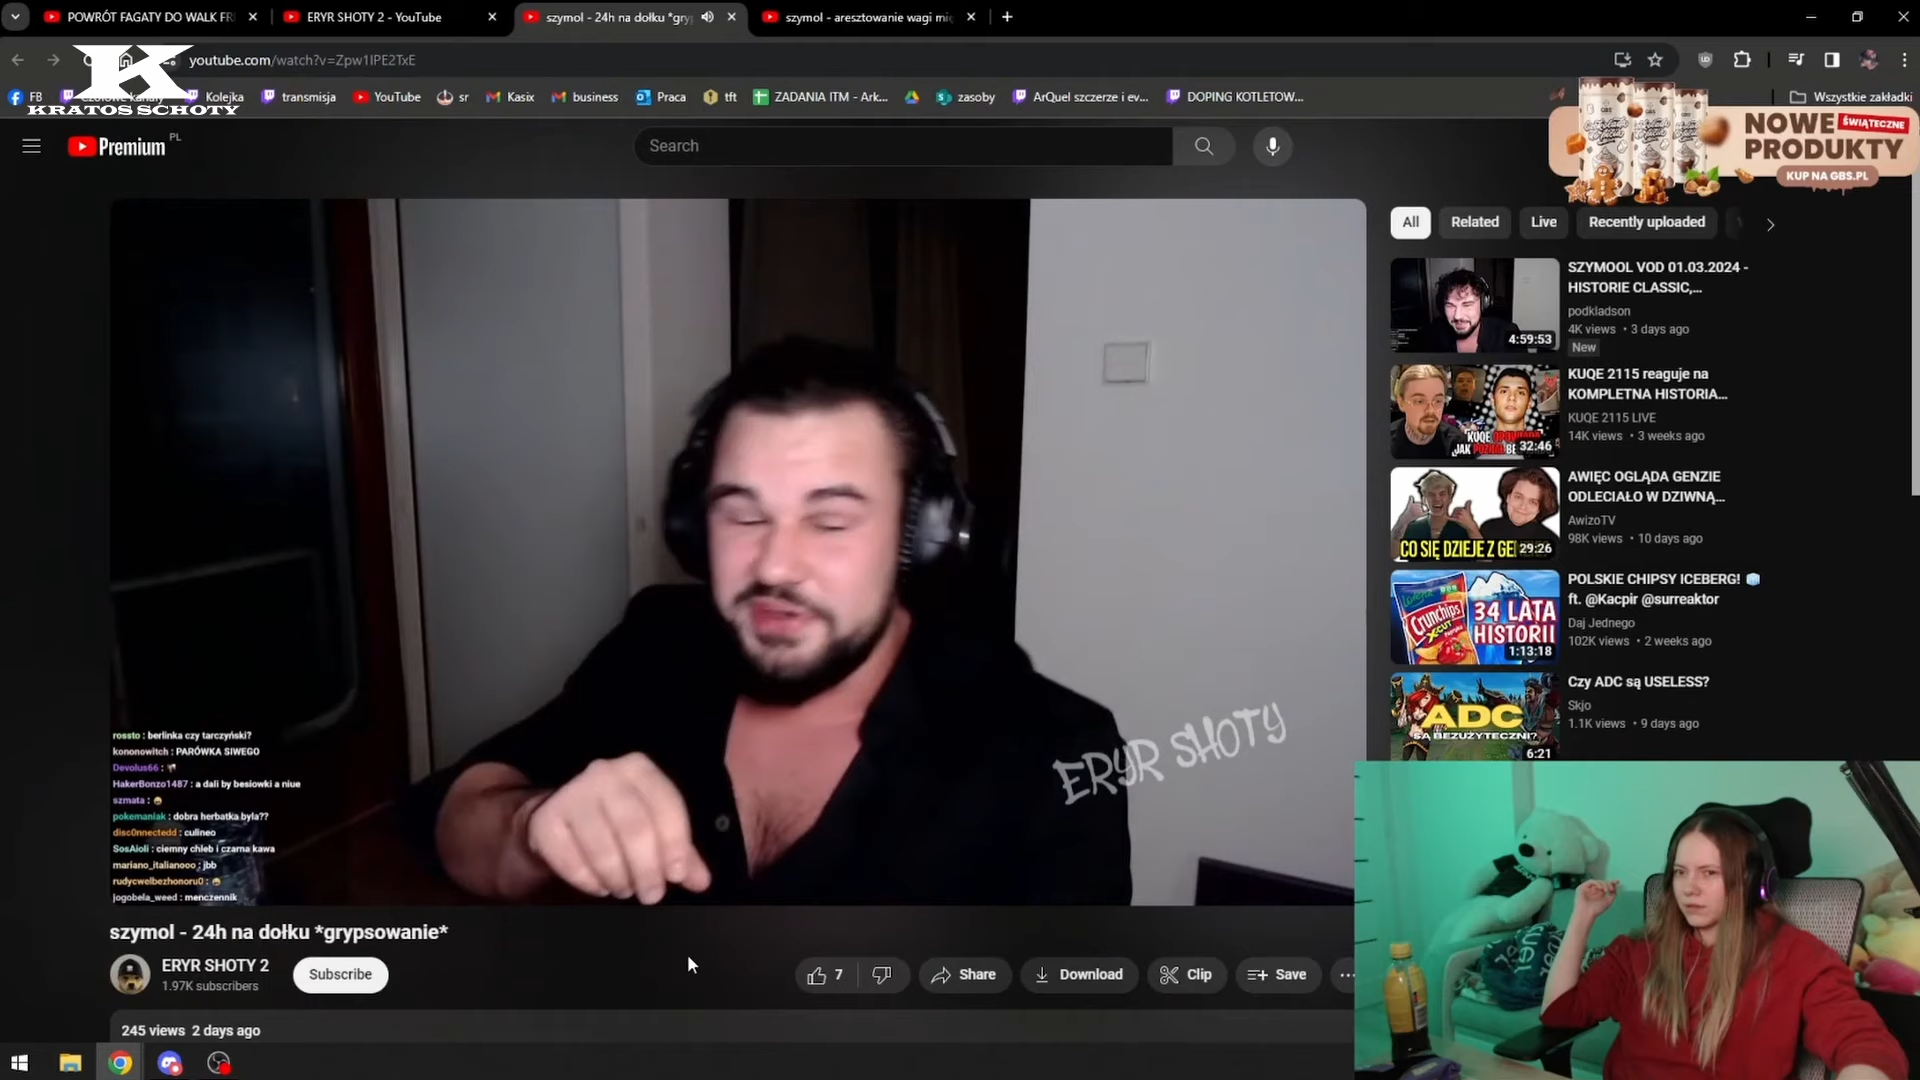 POWRÓT FAGATY DO WALK FR
ERYR SHOTY 2 - YouTube
szymol - 24h na dołku *gryp
szymol - aresztowanie wagi mię
youtube.com/watch?v=Zpw1IPE2TxE
K
KRATOS SCHOTY
FB
Kolejka
transmisja
YouTube
sr
Kasix
business
Praca
tft
ZADANIA ITM - Ark...
zasoby
ArQuel szczerze i ev...
DOPING KOTLETOW...
Wszystkie zakładki
Premium PL
Search
NOWE ŚWIĄTECZNE
PRODUKTY
KUP NA GBS.PL
All
Related
Live
Recently uploaded
SZYMOOL VOD 01.03.2024 -
HISTORIE CLASSIC,...
podkladson
4K views • 3 days ago
New
4:59:53
KUQE 2115 reaguje na
KOMPLETNA HISTORIA...
KUQE 2115 LIVE
14K views • 3 weeks ago
32:46
AWIĘC OGLĄDA GENZIE
ODLECIAŁO W DZIWNĄ...
AwizoTV
98K views • 10 days ago
CO SIĘ DZIEJE Z GE
29:26
POLSKIE CHIPSY ICEBERG!
ft. @Kacpir @surreaktor
Daj Jednego
102K views • 2 weeks ago
Crunchips
X-CUT
34 LATA
HISTORII
1:13:18
Czy ADC są USELESS?
Skjo
1.1K views • 9 days ago
ADC
SĄ BEZUŻYTECZNI?
6:21
rossto : berlinka czy tarczyński?
kononowitch : PARÓWKA SIWEGO
Devolus66 :
HakerBonzo1487 : a dali by besiowki a niue
szmata :
pokemaniak : dobra herbatka byla??
disc0nnectedd : culineo
SosAioli : ciemny chleb i czarna kawa
mariano_italianooo : jbb
rudycwelbezhonoru0 :
jogobela_weed : menczennik
ERYR SHOTY
szymol - 24h na dołku *grypsowanie*
ERYR SHOTY 2
1.97K subscribers
Subscribe
7
Share
Download
Clip
Save
245 views 2 days ago